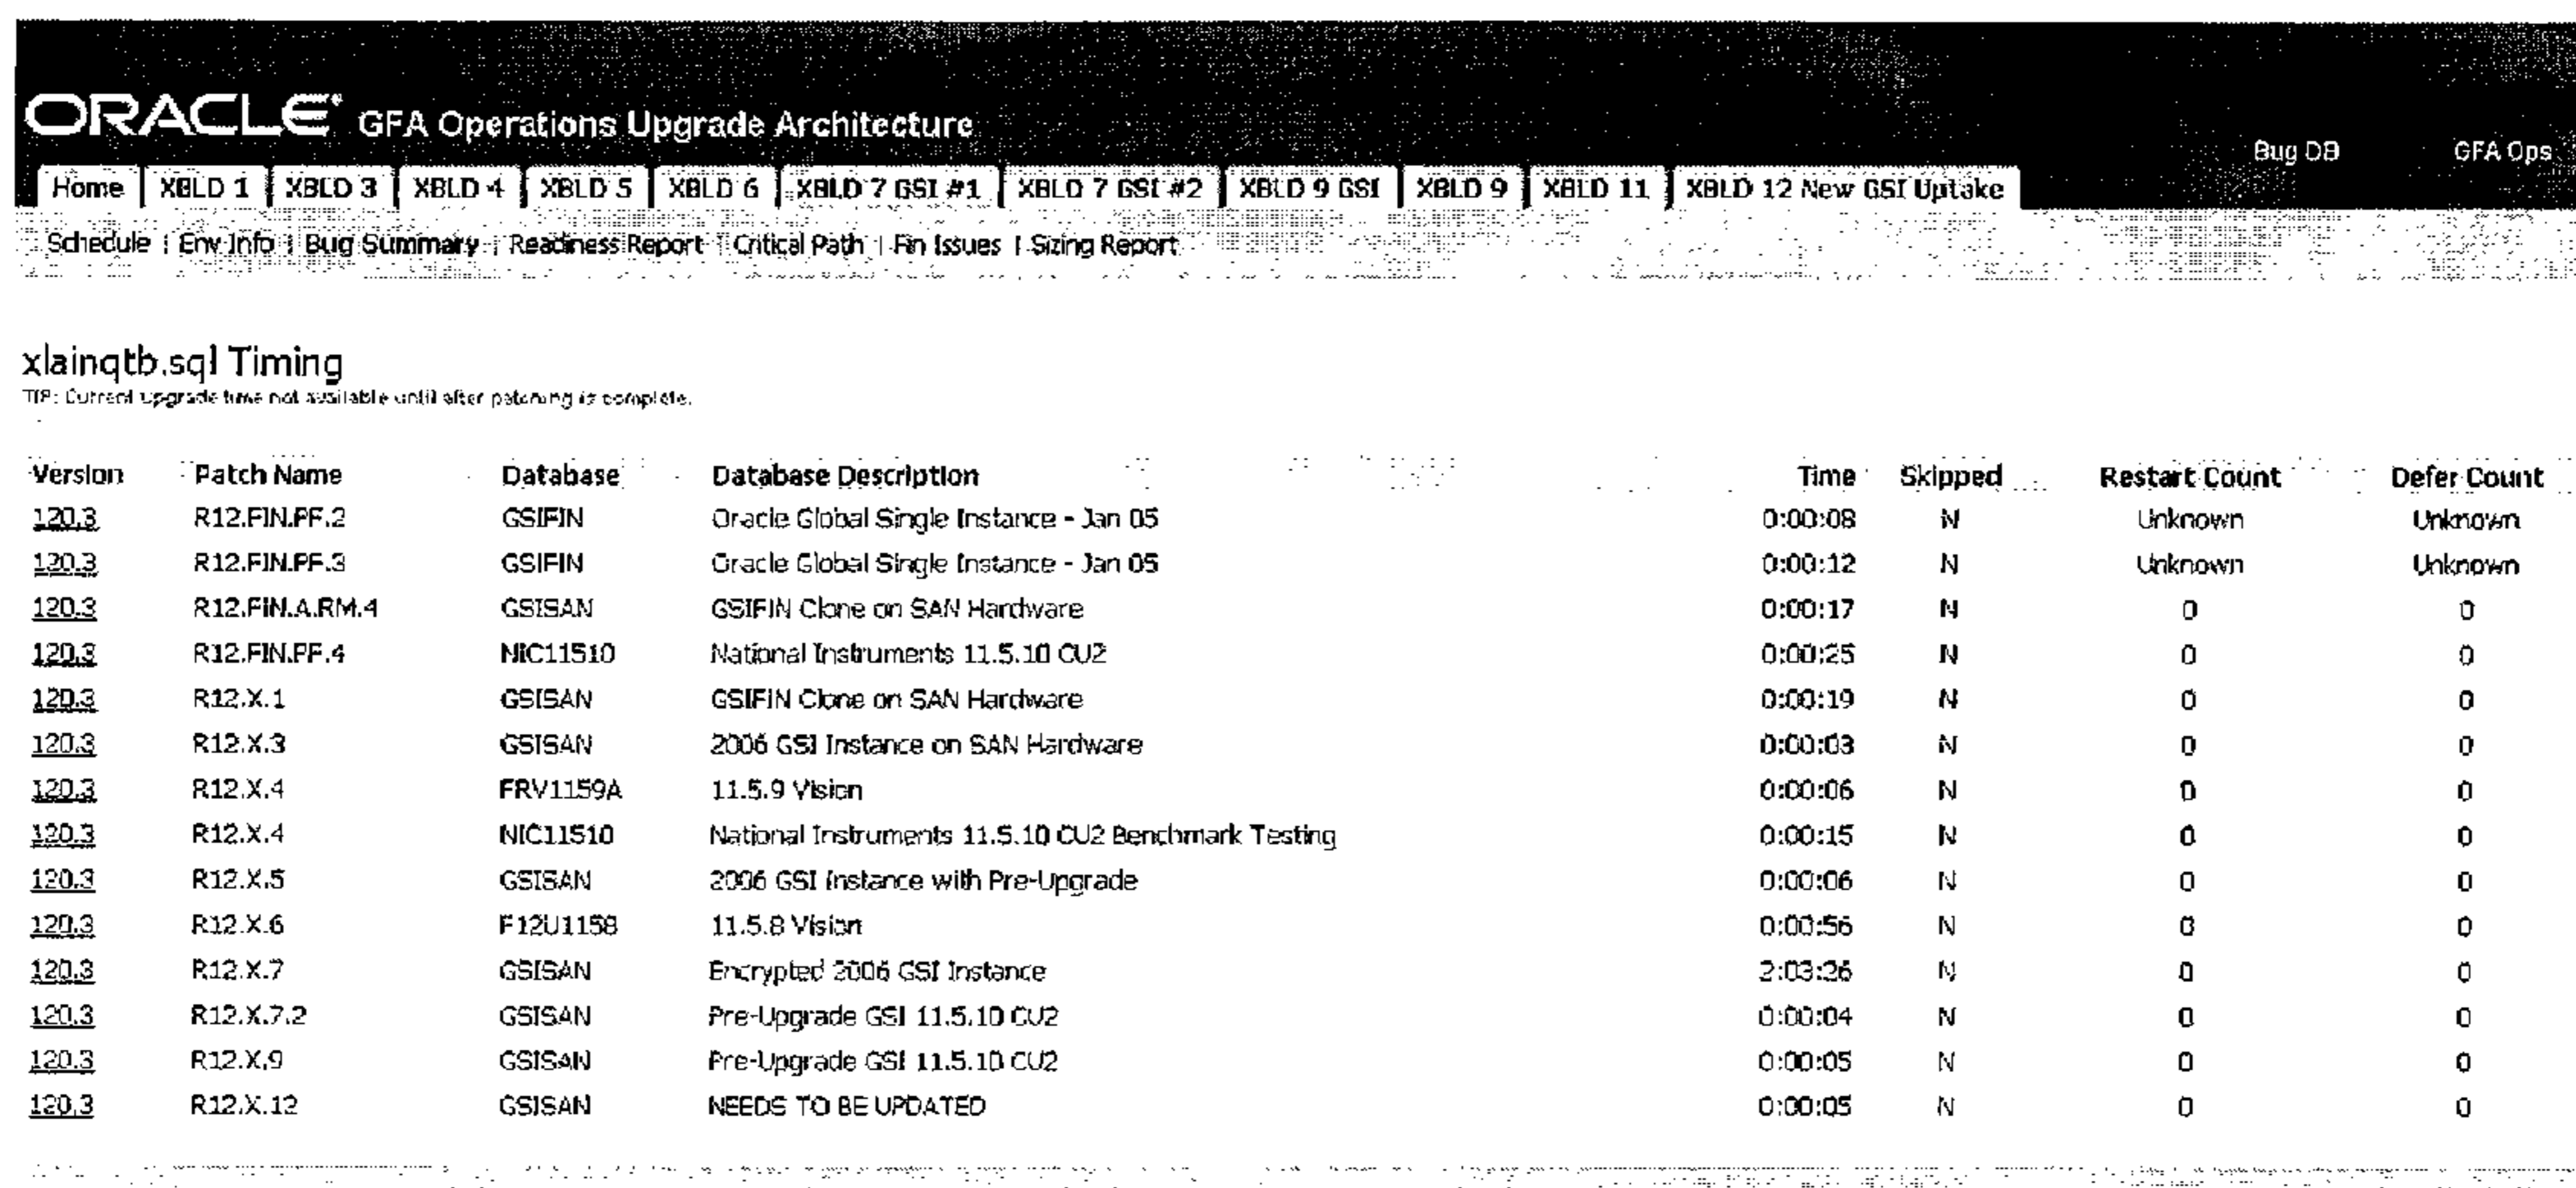 ORACLE GFA Operations Upgrade Architecture
Bug DB GFA Ops
Home XBLD 1 XBLD 3 XBLD 4 XBLD 5 XBLD 6 XBLD 7 GSI #1 XBLD 7 GSI #2 XBLD 9 GSI XBLD 9 XBLD 11 XBLD 12 New GSI Uptake
Schedule | Env Info | Bug Summary | Readiness Report | Critical Path | Fin Issues | Sizing Report
xlainqtb.sql Timing
TIP: Current upgrade time not available until after patching is complete.
Version Patch Name Database Database Description Time Skipped Restart Count Defer Count
120.3 R12.FIN.PF.2 GSIFIN Oracle Global Single Instance - Jan 05 0:00:08 N Unknown Unknown
120.3 R12.FIN.PF.3 GSIFIN Oracle Global Single Instance - Jan 05 0:00:12 N Unknown Unknown
120.3 R12.FIN.A.RM.4 GSISAN GSIFIN Clone on SAN Hardware 0:00:17 N 0 0
120.3 R12.FIN.PF.4 NIC11510 National Instruments 11.5.10 CU2 0:00:25 N 0 0
120.3 R12.X.1 GSISAN GSIFIN Clone on SAN Hardware 0:00:19 N 0 0
120.3 R12.X.3 GSISAN 2006 GSI Instance on SAN Hardware 0:00:03 N 0 0
120.3 R12.X.4 FRV1159A 11.5.9 Vision 0:00:06 N 0 0
120.3 R12.X.4 NIC11510 National Instruments 11.5.10 CU2 Benchmark Testing 0:00:15 N 0 0
120.3 R12.X.5 GSISAN 2006 GSI Instance with Pre-Upgrade 0:00:06 N 0 0
120.3 R12.X.6 F12U1158 11.5.8 Vision 0:00:56 N 0 0
120.3 R12.X.7 GSISAN Encrypted 2006 GSI Instance 2:03:26 N 0 0
120.3 R12.X.7.2 GSISAN Pre-Upgrade GSI 11.5.10 CU2 0:00:04 N 0 0
120.3 R12.X.9 GSISAN Pre-Upgrade GSI 11.5.10 CU2 0:00:05 N 0 0
120.3 R12.X.12 GSISAN NEEDS TO BE UPDATED 0:00:05 N 0 0